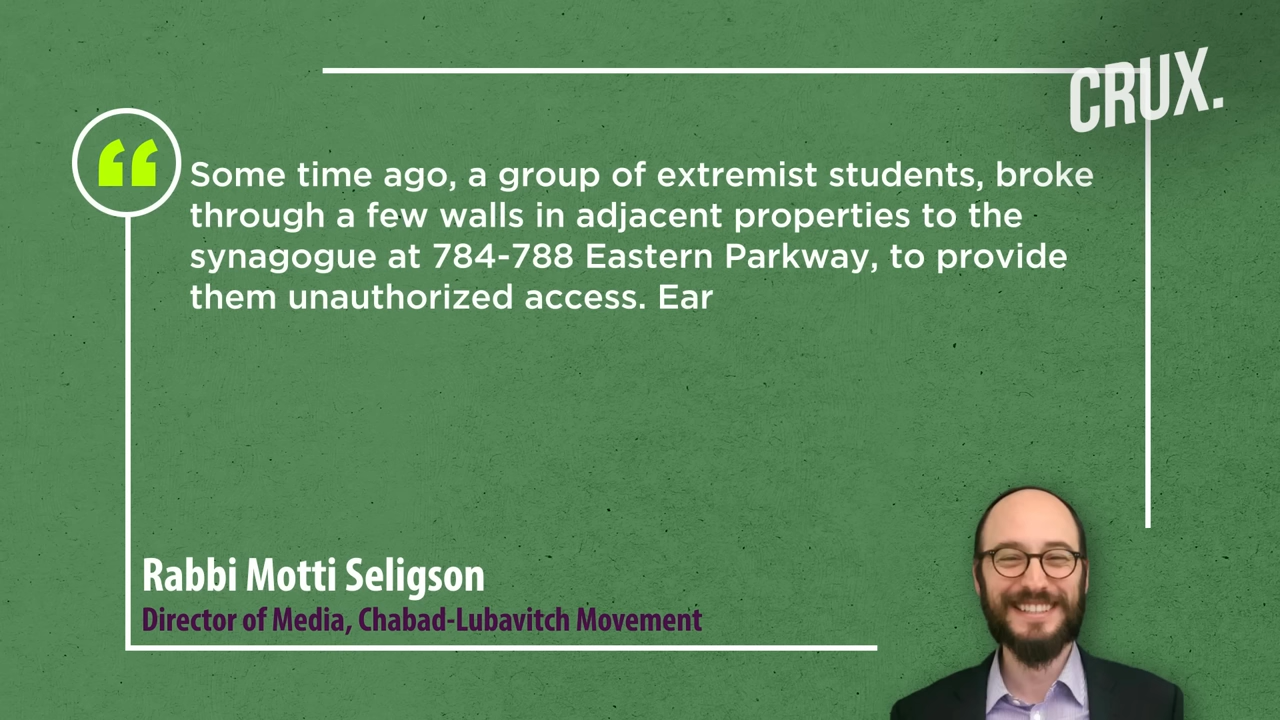 CRUX.
“
Some time ago, a group of extremist students, broke
through a few walls in adjacent properties to the
synagogue at 784-788 Eastern Parkway, to provide
them unauthorized access. Ear
Rabbi Motti Seligson
Director of Media, Chabad-Lubavitch Movement